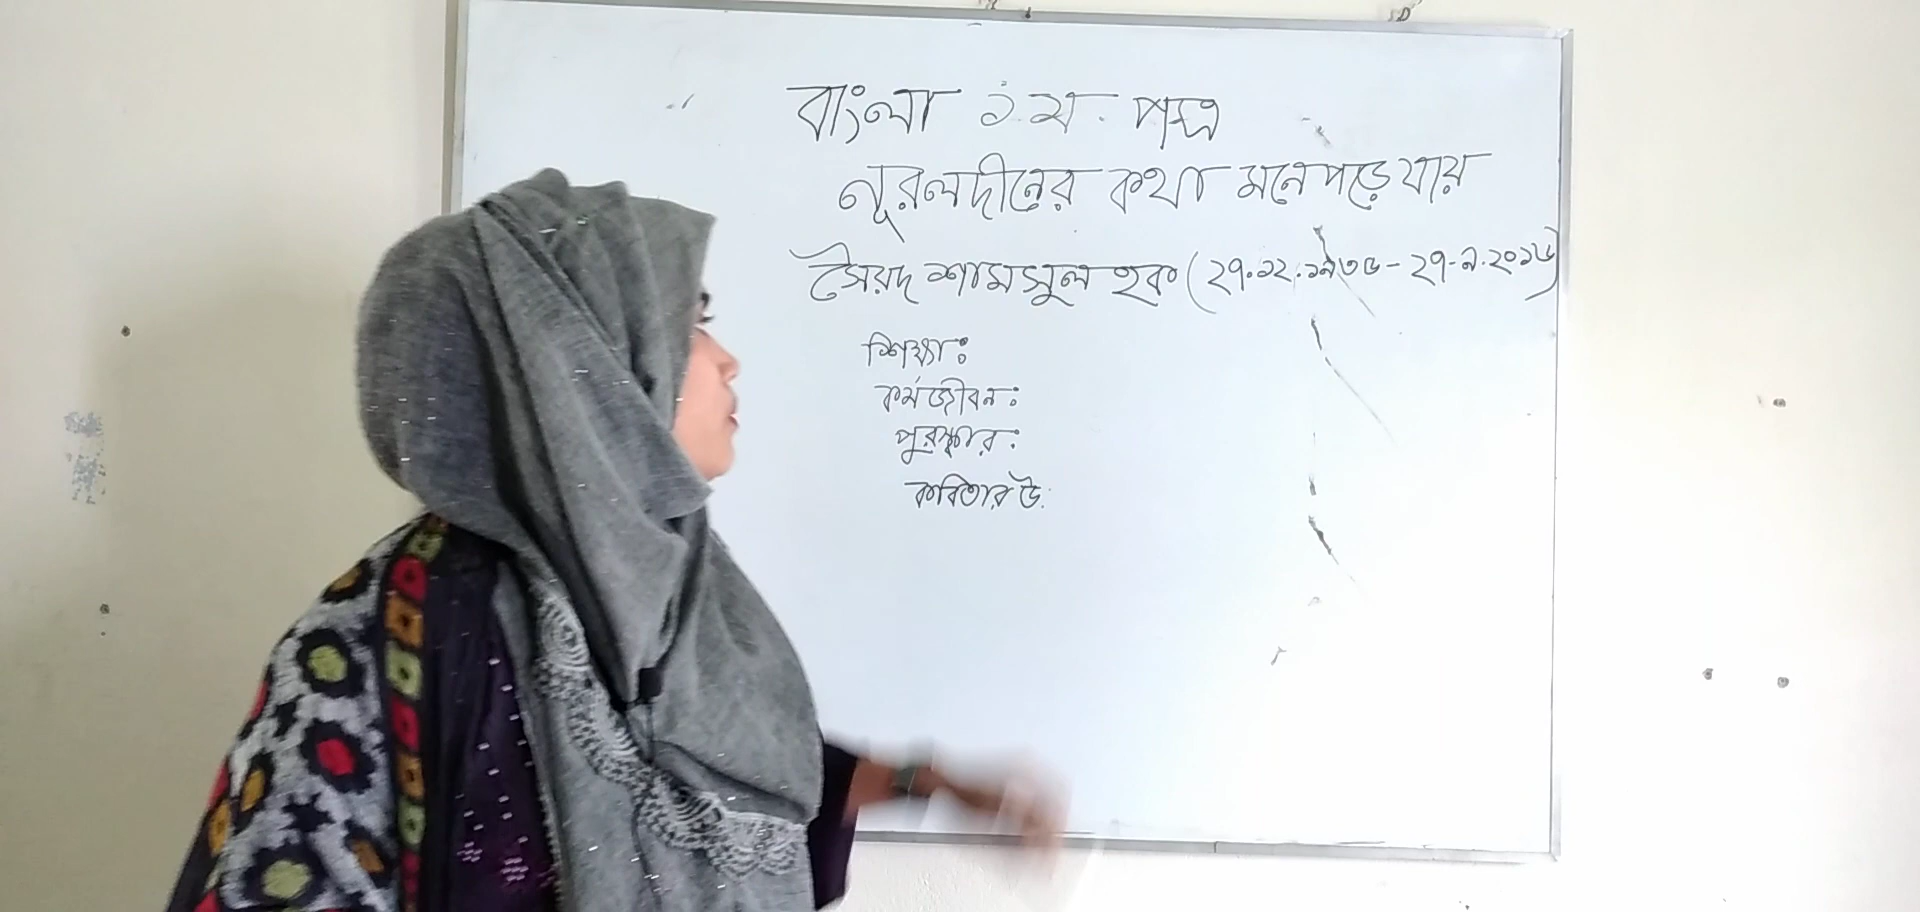 বাংলা ১ম পত্র
নূরলদীনের কথা মনে পড়ে যায়
সৈয়দ শামসুল হক (২৭.১২.১৯৩৫-২৭.৯.২০১৬)
শিক্ষাঃ
কর্মজীবনঃ
পুরস্কারঃ
কবিতার উ: